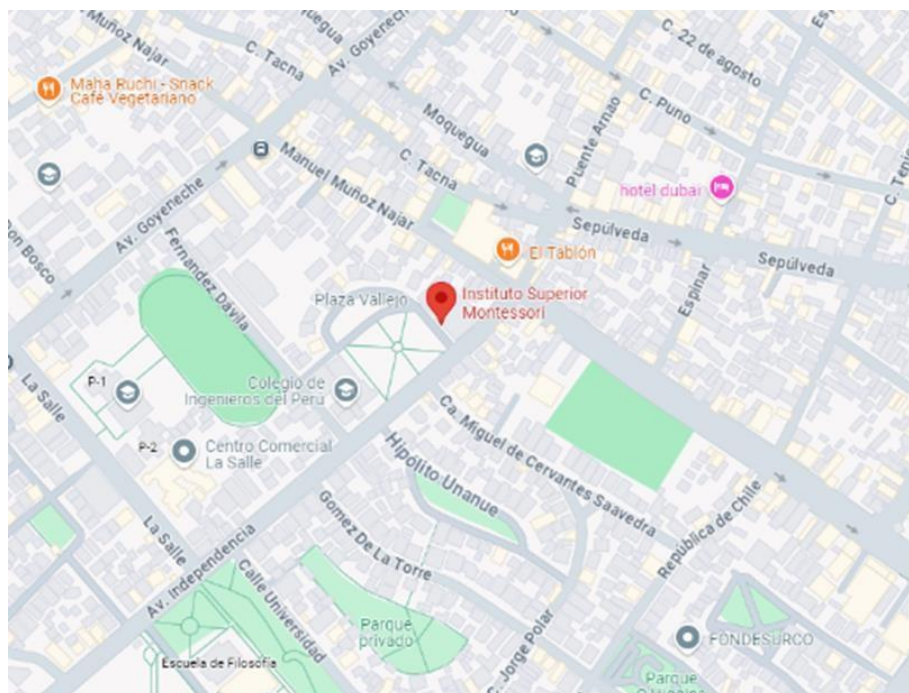 Muñoz Najar
C. Tacna
Av. Goyeneche
Moquegua
C. 22 de agosto
C. Puno
Maha Ruchi - Snack
Café Vegetariano
Manuel Muñoz Najar
C. Tacna
Puente Arnao
hotel dubai
Av. Goyeneche
Sepúlveda
Sepúlveda
El Tablón
Fernandez Davila
Espinar
Plaza Vallejo
Instituto Superior
Montessori
La Salle
P-1
Colegio de
Ingenieros del Perú
P-2
Centro Comercial
La Salle
Ca. Miguel de Cervantes Saavedra
Hipólito Unanue
República de Chile
La Salle
Gomez De La Torre
Av. Independencia
Calle Universidad
Parque
privado
C. Jorge Polar
FONDESURCO
Escuela de Filosofía
Parque